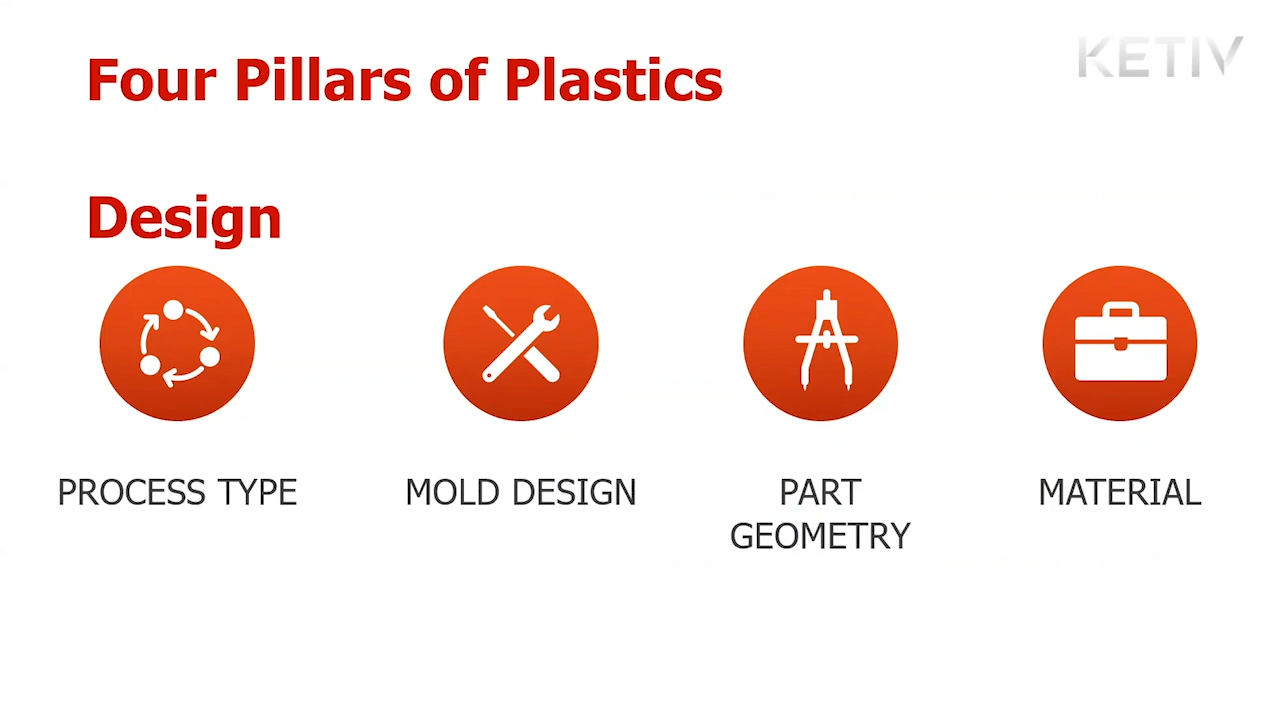 KETIV
Four Pillars of Plastics
Design
PROCESS TYPE
MOLD DESIGN
PART
GEOMETRY
MATERIAL